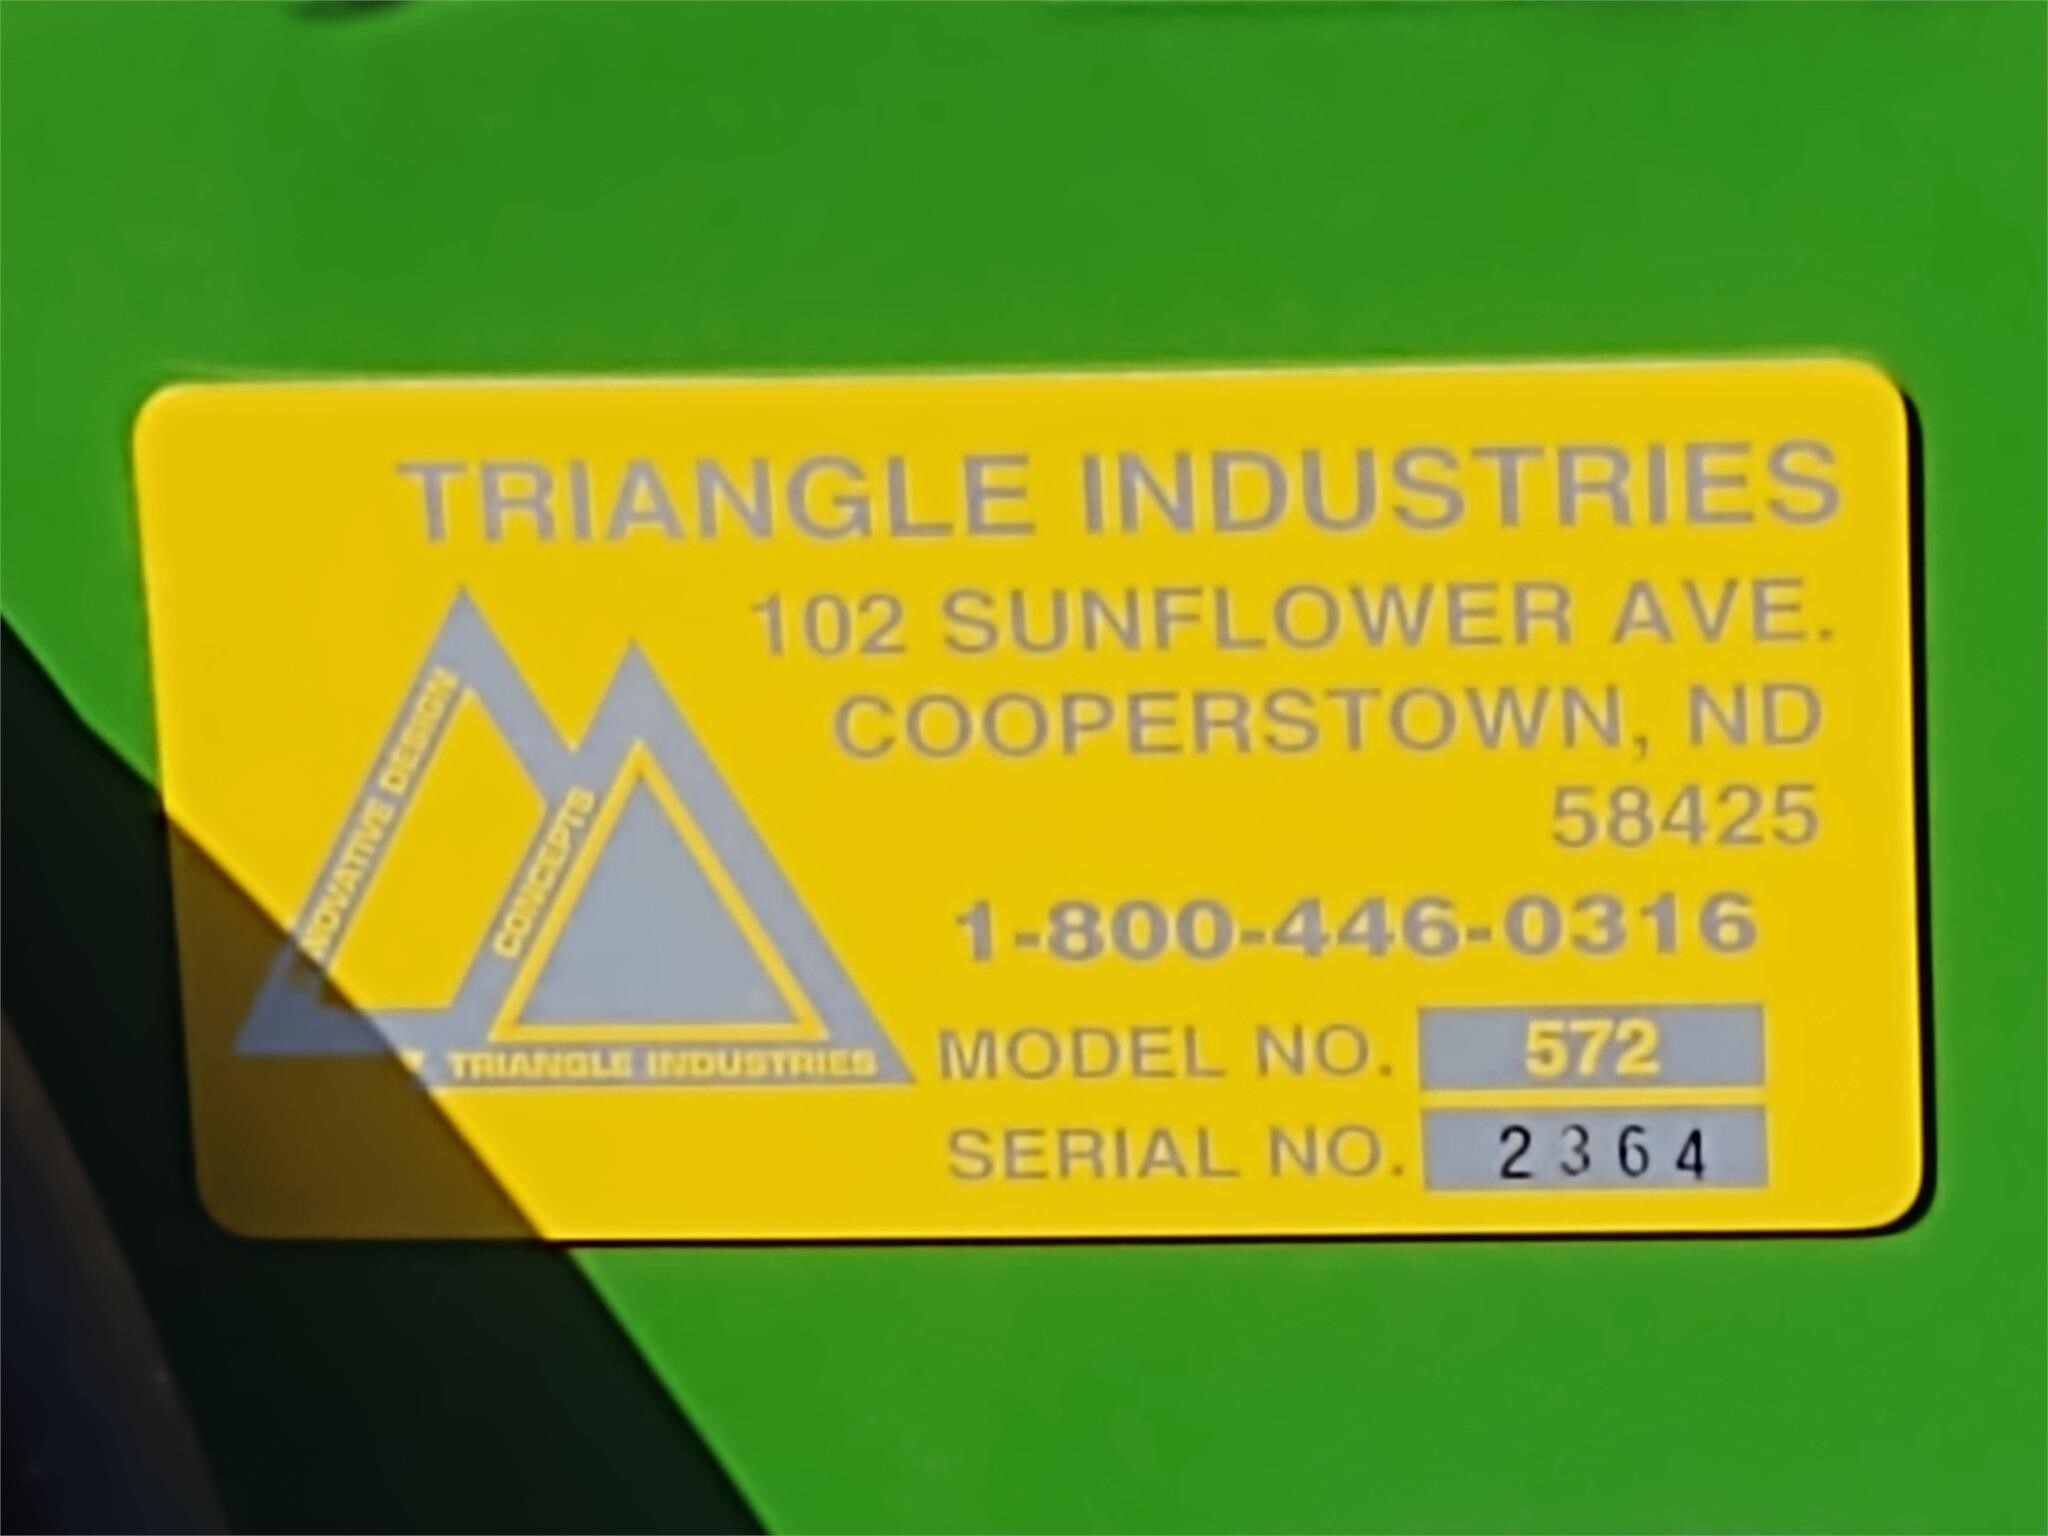 TRIANGLE INDUSTRIES
102 SUNFLOWER AVE.
COOPERSTOWN, ND
58425
1-800-446-0316
MODEL NO. 572
SERIAL NO. 2364
DESIGN
CONCEPTS
TRIANGLE INDUSTRIES